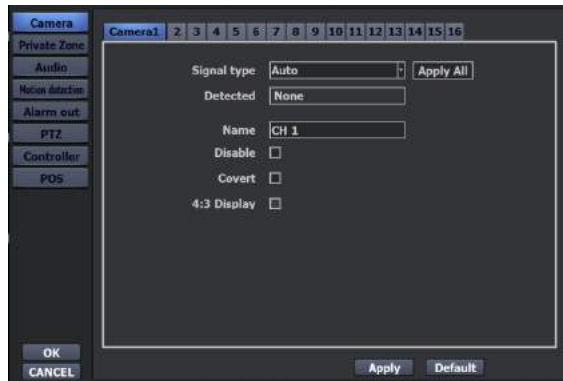 Camera
Private Zone
Audio
Motion detection
Alarm out
PTZ
Controller
POS
OK
CANCEL
Camera1 2 3 4 5 6 7 8 9 10 11 12 13 14 15 16
Signal type Auto Apply All
Detected None
Name CH 1
Disable
Covert
4:3 Display
Apply Default